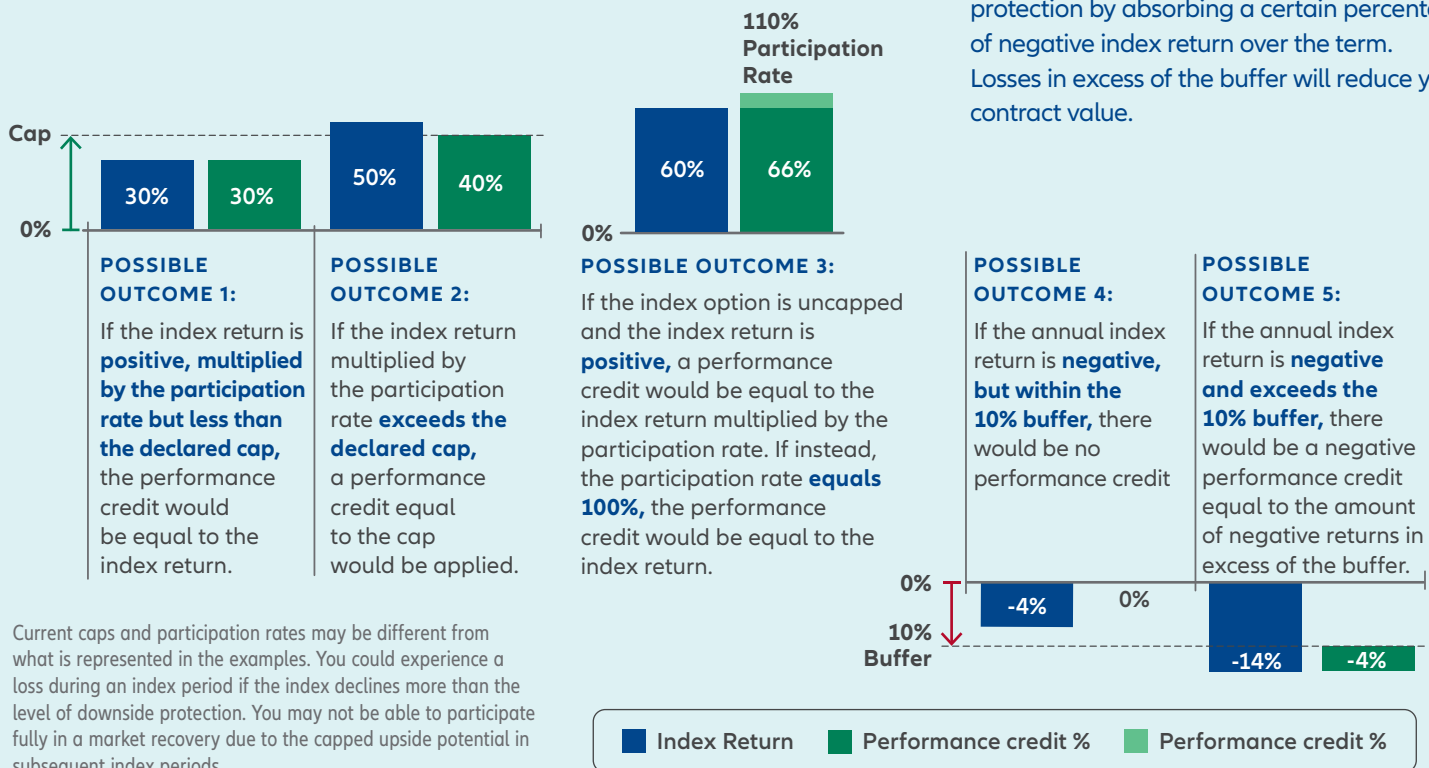 protection by absorbing a certain
of negative index return over the term.
Losses in excess of the buffer will reduce
contract value.
Cap
0%
30%
30%
50%
40%
110%
Participation
Rate
60%
66%
0%
POSSIBLE
OUTCOME 1:
If the index return is
positive, multiplied
by the participation
rate but less than
the declared cap,
the performance
credit would
be equal to the
index return.
POSSIBLE
OUTCOME 2:
If the index return
multiplied by
the participation
rate exceeds the
declared cap,
a performance
credit equal
to the cap
would be applied.
POSSIBLE OUTCOME 3:
If the index option is uncapped
and the index return is
positive, a performance
credit would be equal to the
index return multiplied by the
participation rate. If instead,
the participation rate equals
100%, the performance
credit would be equal to the
index return.
POSSIBLE
OUTCOME 4:
If the annual index
return is negative,
but within the
10% buffer, there
would be no
performance credit
POSSIBLE
OUTCOME 5:
If the annual index
return is negative
and exceeds the
10% buffer, there
would be a negative
performance credit
equal to the amount
of negative returns in
excess of the buffer.
0%
10%
Buffer
-4%
0%
-14%
-4%
Current caps and participation rates may be different from
what is represented in the examples. You could experience a
loss during an index period if the index declines more than the
level of downside protection. You may not be able to participate
fully in a market recovery due to the capped upside potential in
subsequent index periods.
Index Return
Performance credit %
Performance credit %